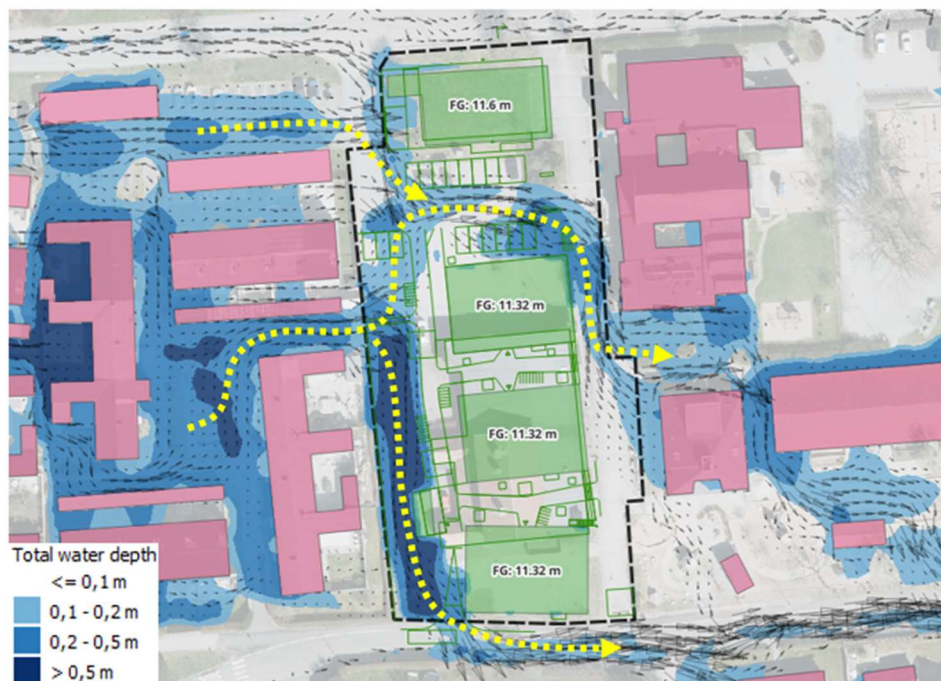 FG: 11.6 m
FG: 11.32 m
FG: 11.32 m
FG: 11.32 m
Total water depth
<= 0,1 m
0,1 - 0,2 m
0,2 - 0,5 m
> 0,5 m